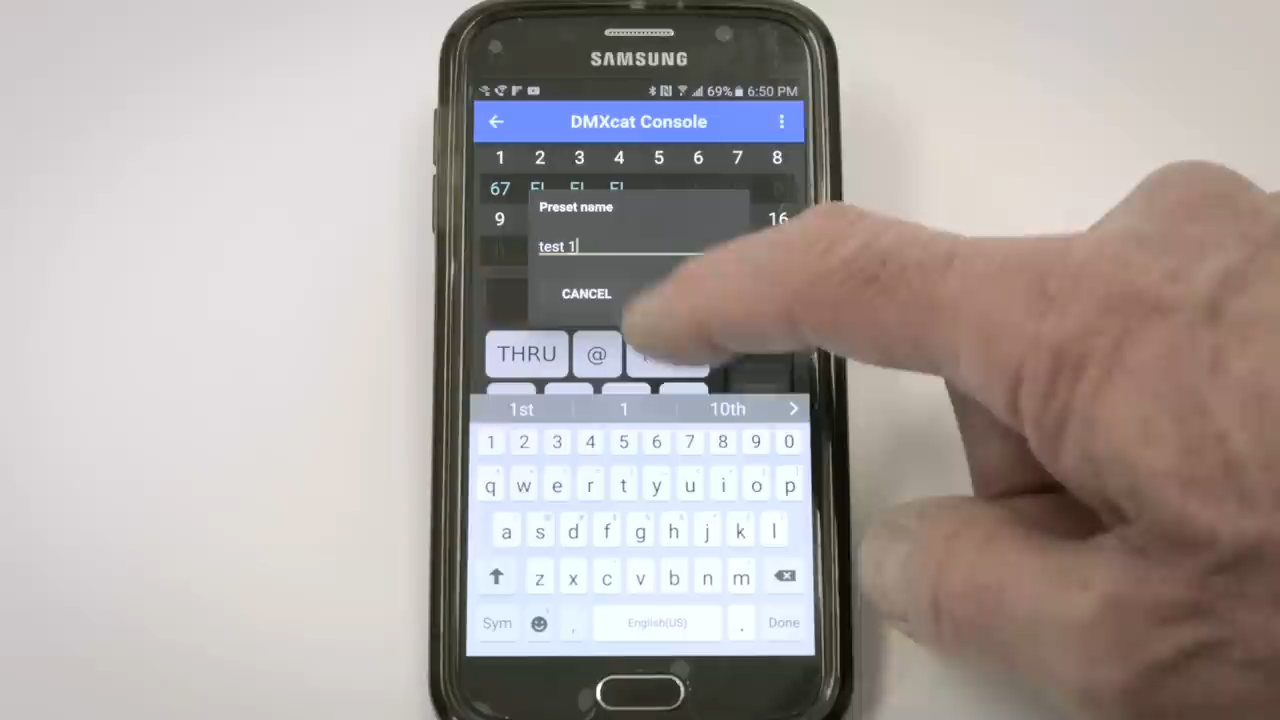 SAMSUNG
69% 6:50 PM
DMXcat Console
1 2 3 4 5 6 7 8
67
9 16
Preset name
test 1
CANCEL
THRU @
1st 1 10th
1 2 3 4 5 6 7 8 9 0
q w e r t y u i o p
a s d f g h j k l
z x c v b n m
Sym , English(US) . Done